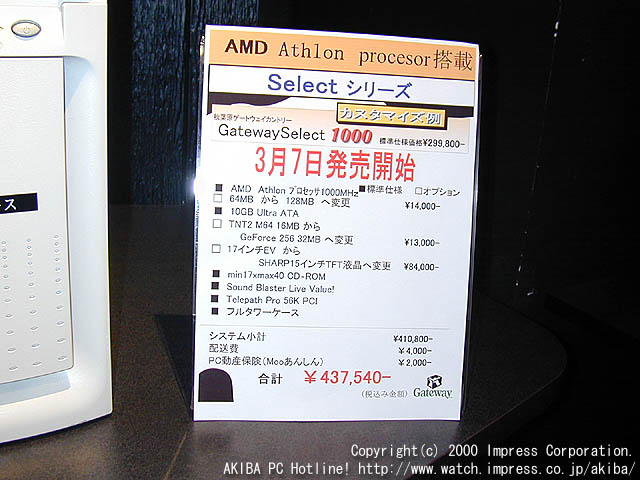 AMD Athlon procesor搭載
Select シリーズ
カスタマイズ例
秋葉原ゲートウェイカントリー
GatewaySelect 1000 標準仕様価格¥299,800-
3月7日発売開始
■ AMD Athlon プロセッサ1000MHz ■標準仕様 □オプション
□ 64MB から 128MB へ変更 ¥14,000-
■ 10GB Ultra ATA
□ TNT2 M64 16MB から
GeForce 256 32MB へ変更 ¥13,000-
□ 17インチEV から
SHARP15インチTFT液晶へ変更 ¥84,000-
■ min17xmax40 CD-ROM
■ Sound Blaster Live Value!
■ Telepath Pro 56K PCI
■ フルタワーケース
システム小計 ¥410,800-
配送費 ¥4,000-
PC動産保険(Mooあんしん) ¥2,000-
合計 ¥437,540-
(税込み金額) Gateway
ース
Copyright(c) 2000 Impress Corporation.
AKIBA PC Hotline! http://www.watch.impress.co.jp/akiba/